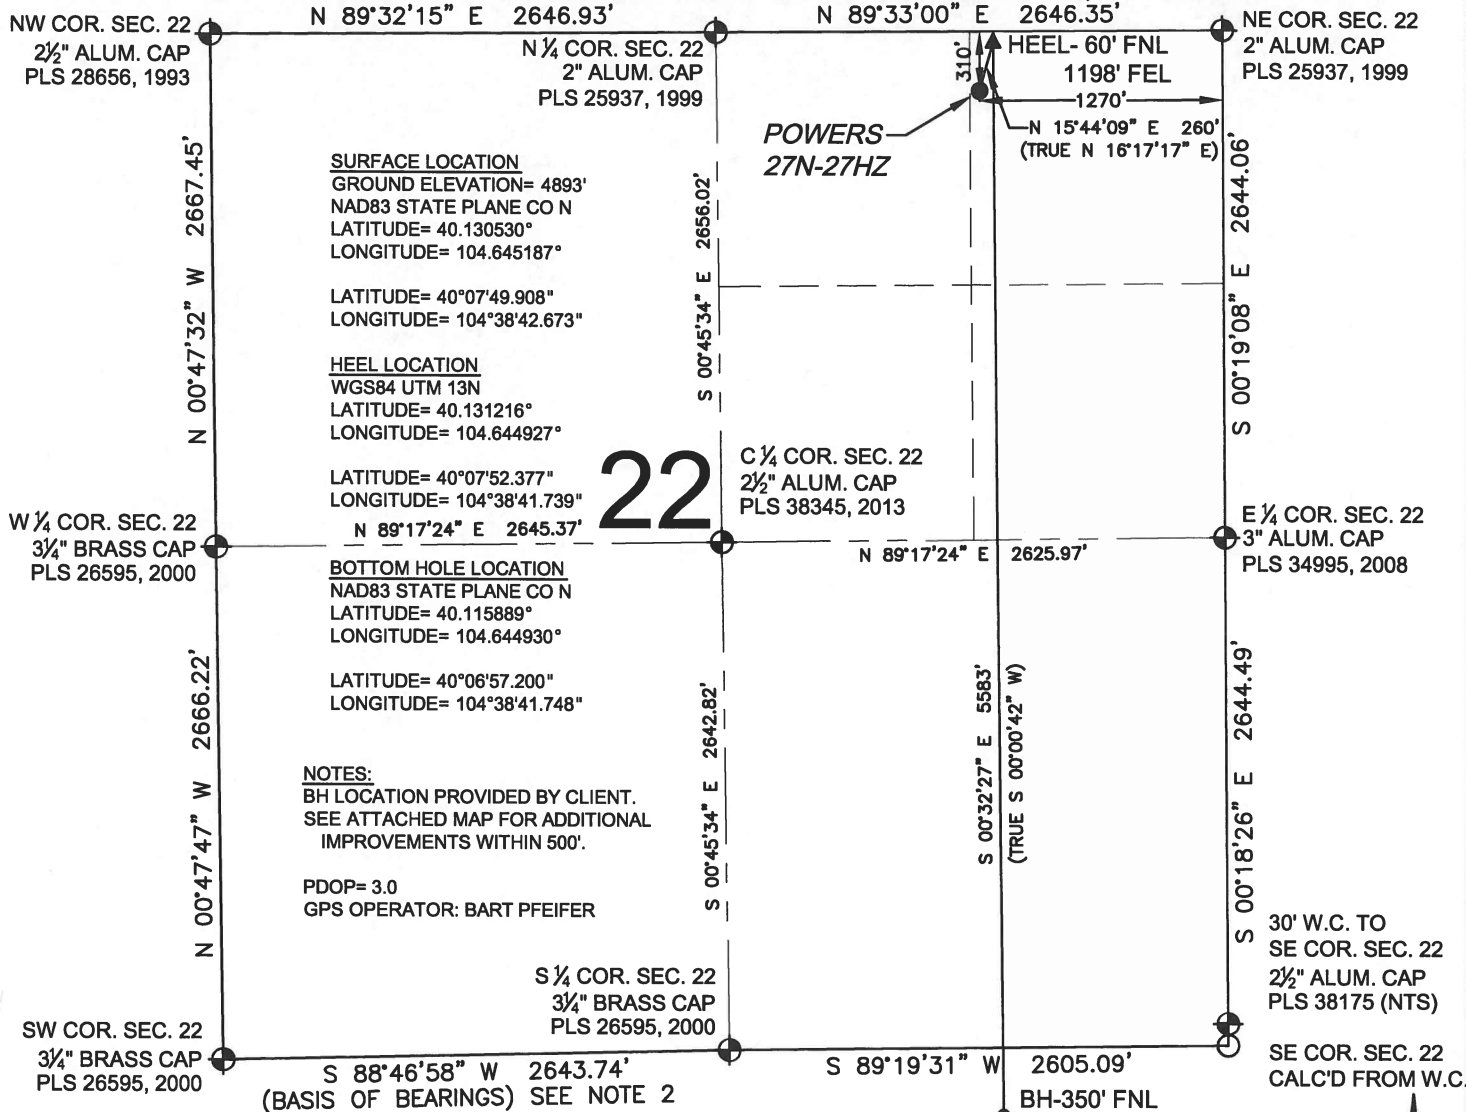 N 89°32'15" E 2646.93'
N 89°33'00" E 2646.35'
NW COR. SEC. 22
2½" ALUM. CAP
PLS 28656, 1993
N ¼ COR. SEC. 22
2" ALUM. CAP
PLS 25937, 1999
NE COR. SEC. 22
2" ALUM. CAP
PLS 25937, 1999
310'
HEEL- 60' FNL
1198' FEL
1270'
N 15°44'09" E 260'
(TRUE N 16°17'17" E)
POWERS
27N-27HZ
N 00°47'32" W 2667.45'
SURFACE LOCATION
GROUND ELEVATION= 4893'
NAD83 STATE PLANE CO N
LATITUDE= 40.130530°
LONGITUDE= 104.645187°
LATITUDE= 40°07'49.908"
LONGITUDE= 104°38'42.673"
HEEL LOCATION
WGS84 UTM 13N
LATITUDE= 40.131216°
LONGITUDE= 104.644927°
LATITUDE= 40°07'52.377"
LONGITUDE= 104°38'41.739"
S 00°45'34" E 2656.02'
S 00°19'08" E 2644.06'
22
C ¼ COR. SEC. 22
2½" ALUM. CAP
PLS 38345, 2013
W ¼ COR. SEC. 22
3¼" BRASS CAP
PLS 26595, 2000
N 89°17'24" E 2645.37'
N 89°17'24" E 2625.97'
E ¼ COR. SEC. 22
3" ALUM. CAP
PLS 34995, 2008
BOTTOM HOLE LOCATION
NAD83 STATE PLANE CO N
LATITUDE= 40.115889°
LONGITUDE= 104.644930°
LATITUDE= 40°06'57.200"
LONGITUDE= 104°38'41.748"
N 00°47'47" W 2666.22'
S 00°45'34" E 2642.82'
S 00°32'27" E 5583'
(TRUE S 00°00'42" W)
S 00°18'26" E 2644.49'
NOTES:
BH LOCATION PROVIDED BY CLIENT.
SEE ATTACHED MAP FOR ADDITIONAL
IMPROVEMENTS WITHIN 500'.
PDOP= 3.0
GPS OPERATOR: BART PFEIFER
30' W.C. TO
SE COR. SEC. 22
2½" ALUM. CAP
PLS 38175 (NTS)
S ¼ COR. SEC. 22
3¼" BRASS CAP
PLS 26595, 2000
SW COR. SEC. 22
3¼" BRASS CAP
PLS 26595, 2000
S 88°46'58" W 2643.74'
(BASIS OF BEARINGS) SEE NOTE 2
S 89°19'31" W 2605.09'
SE COR. SEC. 22
CALC'D FROM W.C.
BH-350' FNL